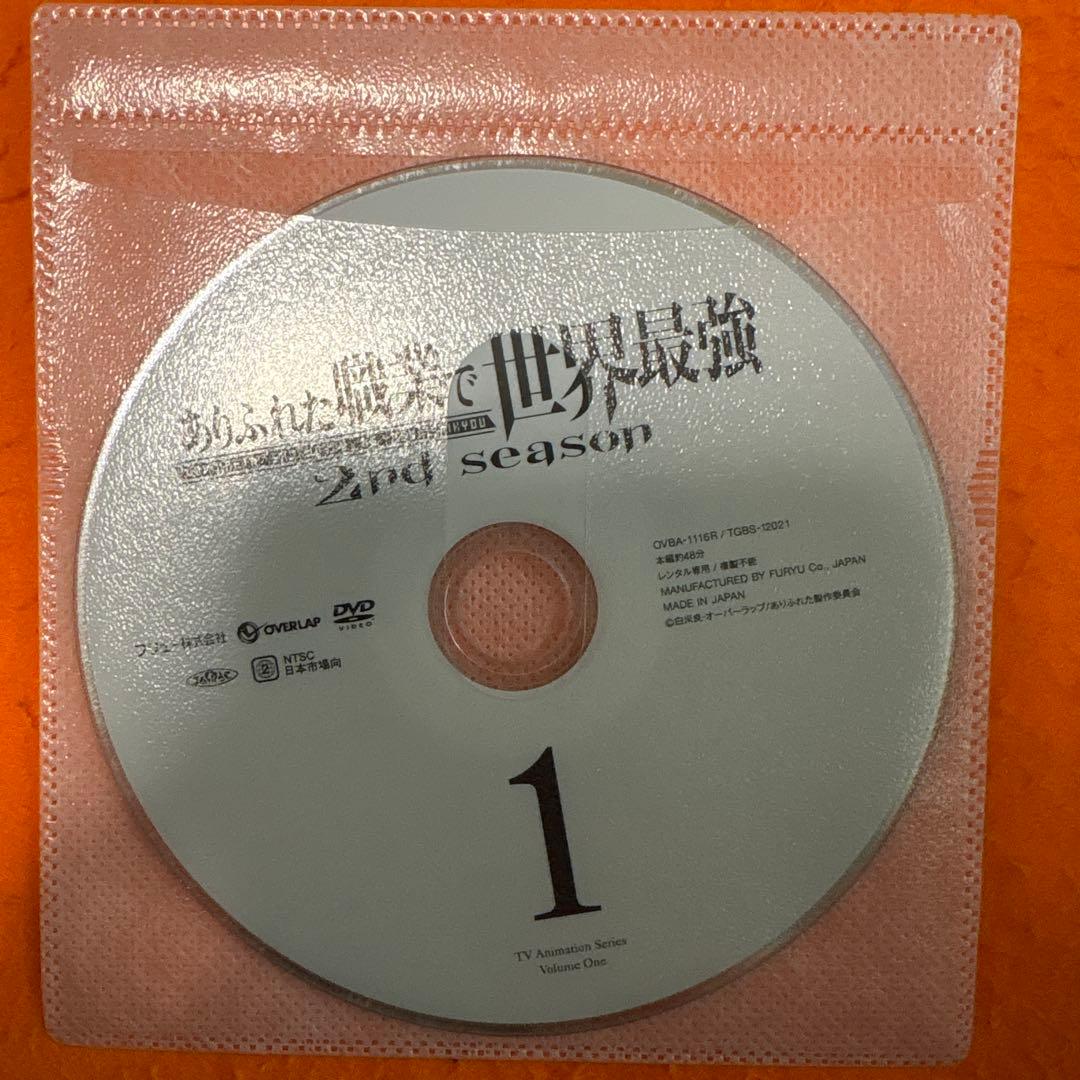 ありふれた職業で世界最強
2nd season
OVBA-1116R / TGBS-12021
本編約48分
レンタル専用 / 複製不能
MANUFACTURED BY FURYU Co., JAPAN
MADE IN JAPAN
©白米良・オーバーラップ/ありふれた製作委員会
フリュー株式会社
OVERLAP
DVD
VIDEO
2
NTSC
日本市場向
1
TV Animation Series
Volume One